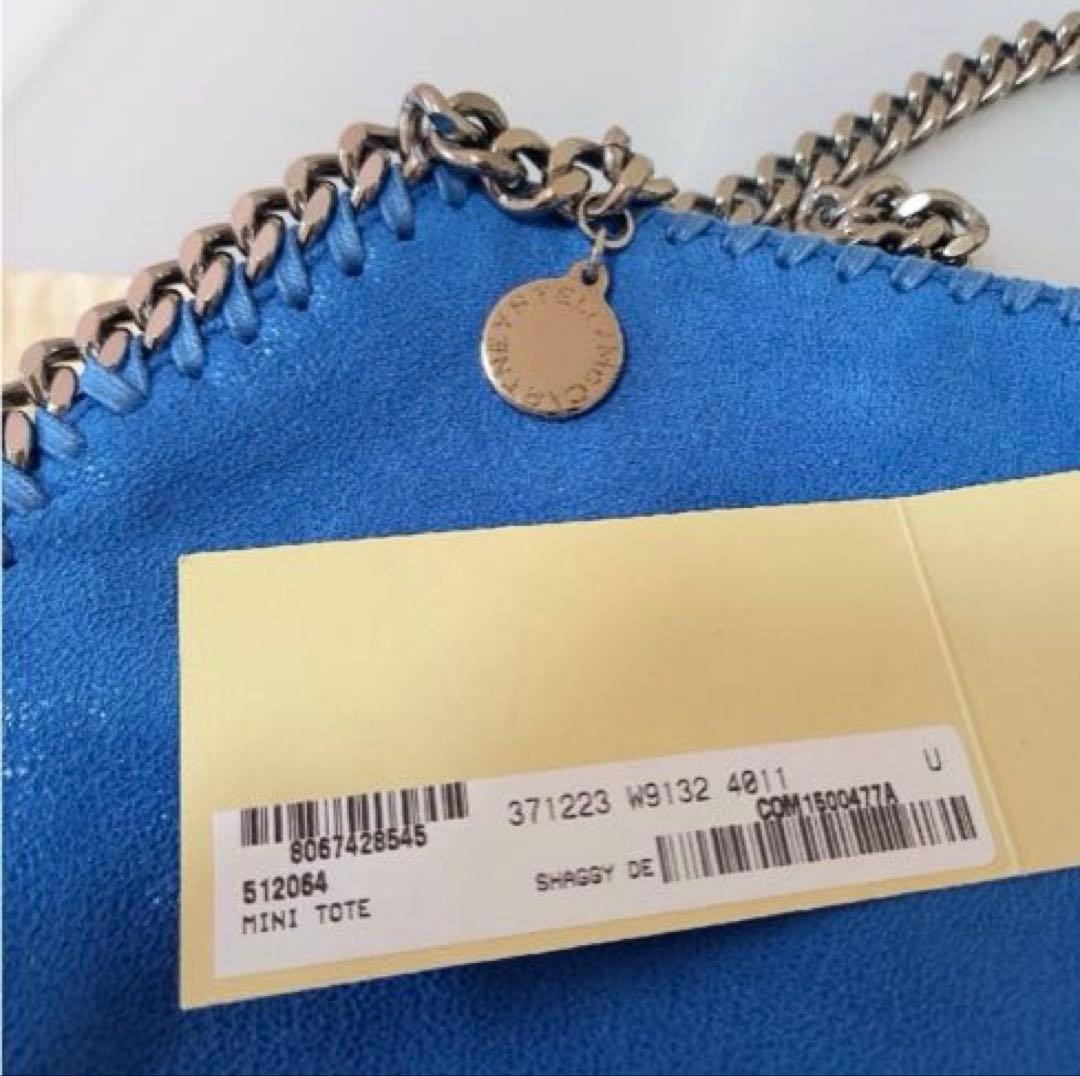 STELLA McCARTNEY
371223 W9132 4011 U
8067428545 COM1500477A
512064
SHAGGY DE
MINI TOTE